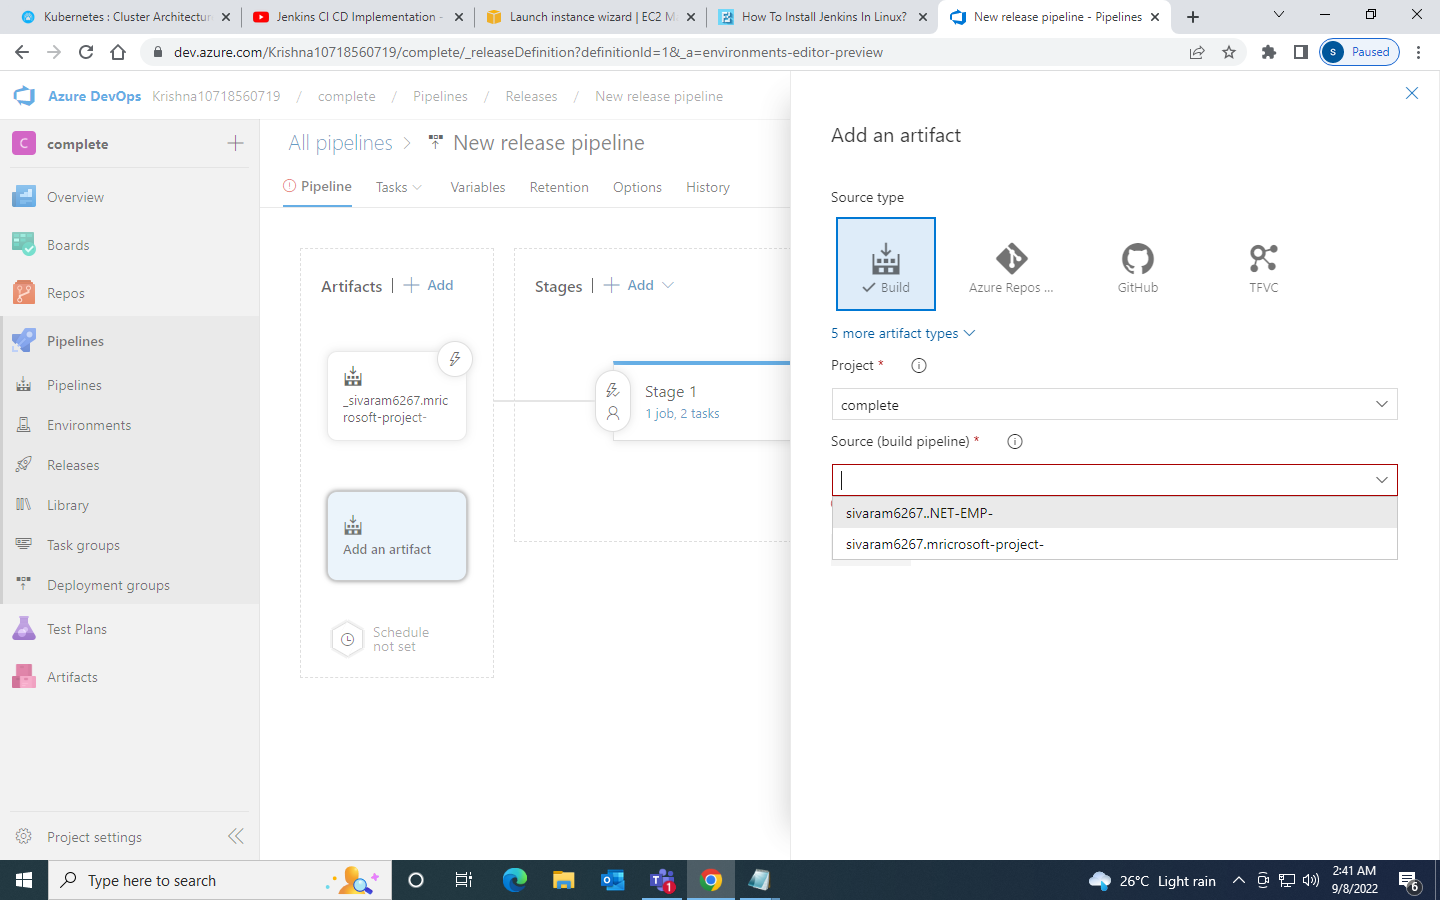 Kubernetes : Cluster Architectur
Jenkins CI CD Implementation -
Launch instance wizard | EC2 M
How To Install Jenkins In Linux?
New release pipeline - Pipelines
dev.azure.com/Krishna10718560719/complete/_releaseDefinition?definitionId=1&_a=environments-editor-preview
s Paused
Azure DevOps Krishna10718560719 / complete / Pipelines / Releases / New release pipeline
C complete
Overview
Boards
Repos
Pipelines
Pipelines
Environments
Releases
Library
Task groups
Deployment groups
Test Plans
Artifacts
Project settings
All pipelines > New release pipeline
Pipeline Tasks Variables Retention Options History
Artifacts | + Add
_sivaram6267.mric
rosoft-project-
Add an artifact
Schedule
not set
Stages | + Add
Stage 1
1 job, 2 tasks
Add an artifact
Source type
Build
Azure Repos ...
GitHub
TFVC
5 more artifact types
Project *
complete
Source (build pipeline) *
sivaram6267..NET-EMP-
sivaram6267.mricrosoft-project-
Type here to search
1
26°C Light rain
2:41 AM
9/8/2022
6